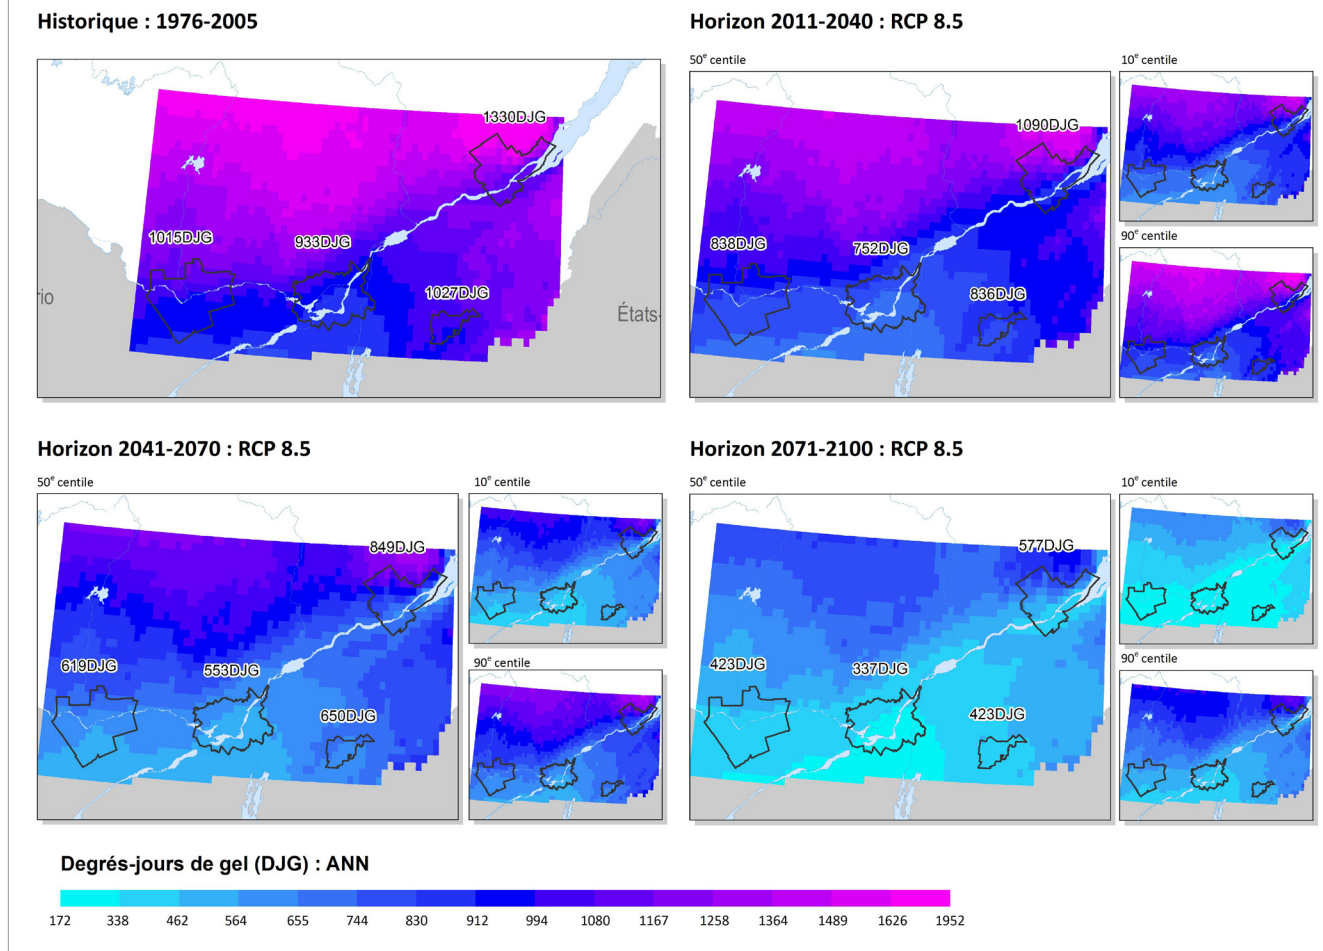 Historique : 1976-2005
1330DJG
1015DJG
933DJG
1027DJG
rio
États-
Horizon 2011-2040 : RCP 8.5
50e centile
1090DJG
838DJG
752DJG
836DJG
10e centile
90e centile
Horizon 2041-2070 : RCP 8.5
50e centile
849DJG
619DJG
553DJG
650DJG
10e centile
90e centile
Horizon 2071-2100 : RCP 8.5
50e centile
577DJG
423DJG
337DJG
423DJG
10e centile
90e centile
Degrés-jours de gel (DJG) : ANN
172 338 462 564 655 744 830 912 994 1080 1167 1258 1364 1489 1626 1952